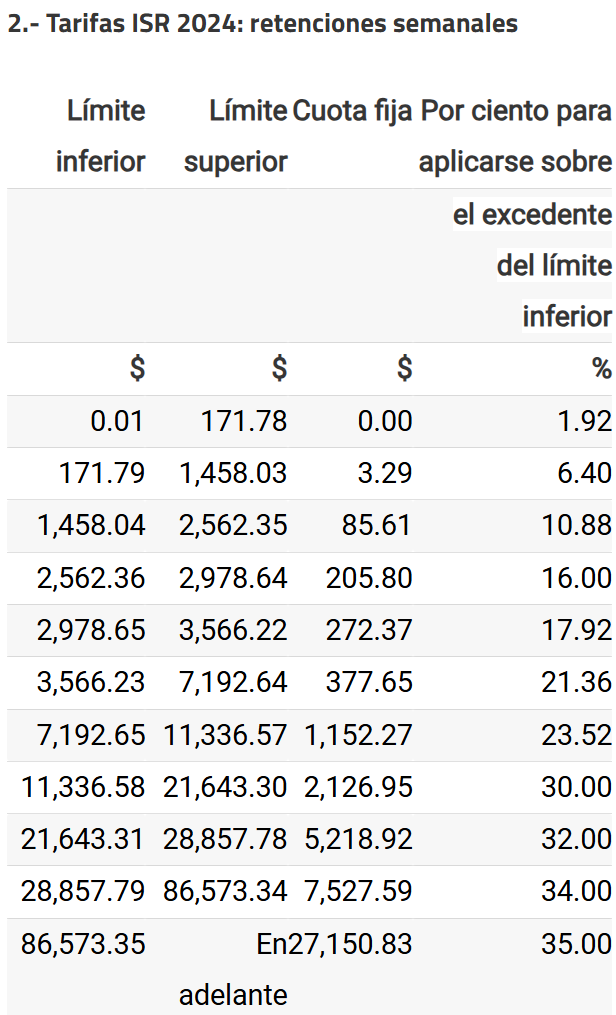 2.- Tarifas ISR 2024: retenciones semanales
Límite Límite Cuota fija Por ciento para
inferior superior aplicarse sobre
el excedente
del límite
inferior
$ $ $ %
0.01 171.78 0.00 1.92
171.79 1,458.03 3.29 6.40
1,458.04 2,562.35 85.61 10.88
2,562.36 2,978.64 205.80 16.00
2,978.65 3,566.22 272.37 17.92
3,566.23 7,192.64 377.65 21.36
7,192.65 11,336.57 1,152.27 23.52
11,336.58 21,643.30 2,126.95 30.00
21,643.31 28,857.78 5,218.92 32.00
28,857.79 86,573.34 7,527.59 34.00
86,573.35 En 27,150.83 35.00
adelante